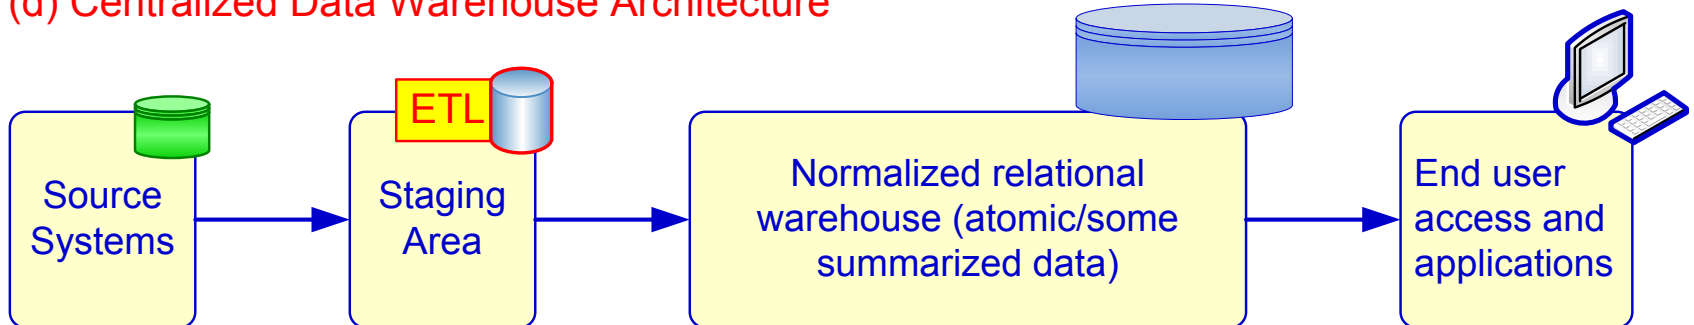 (d) Centralized Data Warehouse Architecture
ETL
Source
Systems
Staging
Area
Normalized relational
warehouse (atomic/some
summarized data)
End user
access and
applications